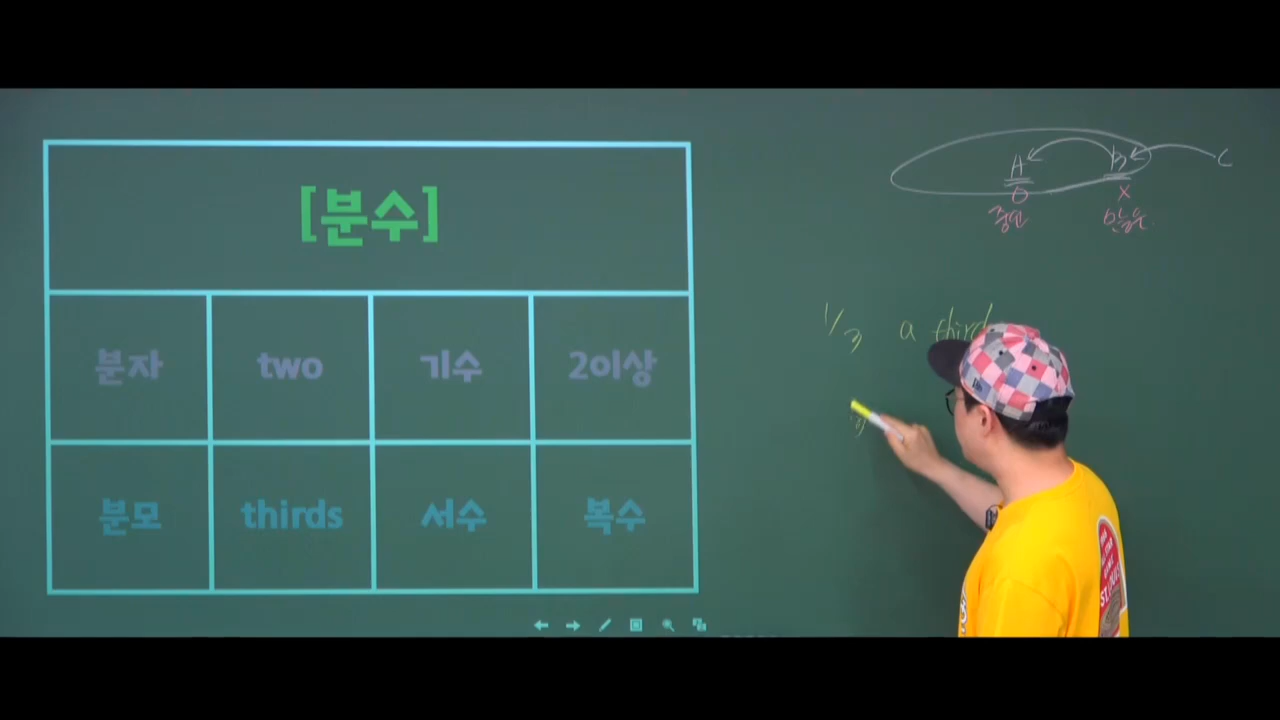 [분수]
분자 two 기수 2이상
분모 thirds 서수 복수
A B C
O X
1/3 a third